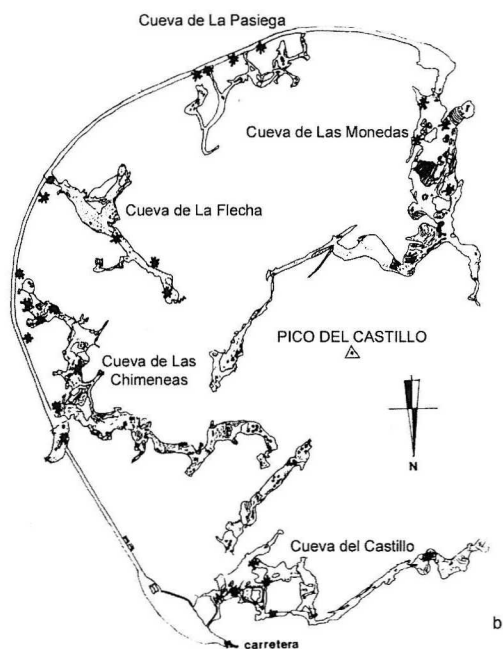 Cueva de La Pasiega
Cueva de Las Monedas
Cueva de La Flecha
PICO DEL CASTILLO
Cueva de Las
Chimeneas
N
Cueva del Castillo
b
carretera